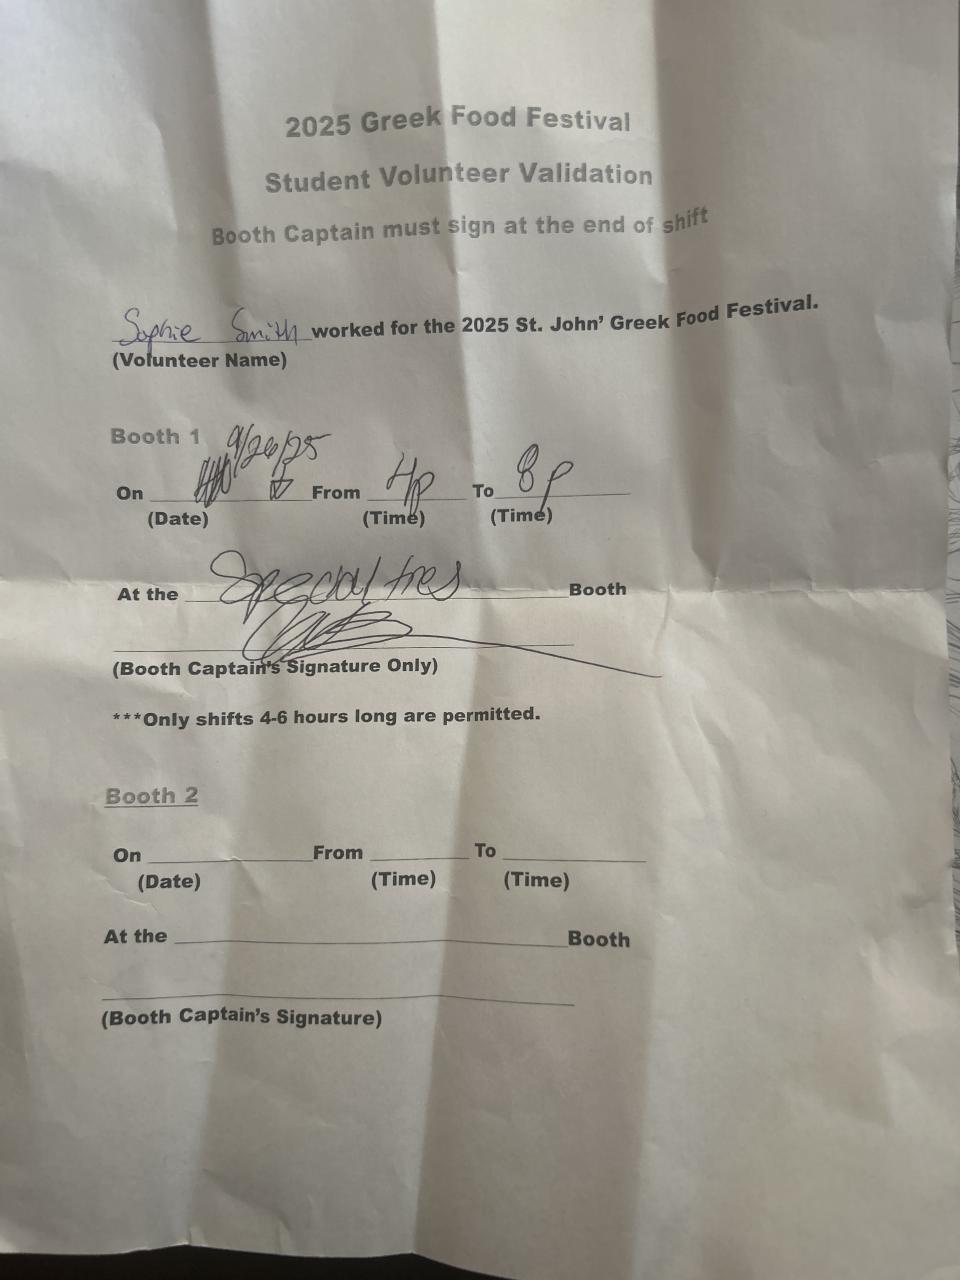 2025 Greek Food Festival
Student Volunteer Validation
Booth Captain must sign at the end of shift
Sophie Smith worked for the 2025 St. John' Greek Food Festival.
(Volunteer Name)
Booth 1 9/26/25
On From 4p To 8p
(Date) (Time) (Time)
At the Specialties Booth
(Booth Captain's Signature Only)
***Only shifts 4-6 hours long are permitted.
Booth 2
On From To
(Date) (Time) (Time)
At the Booth
(Booth Captain's Signature)